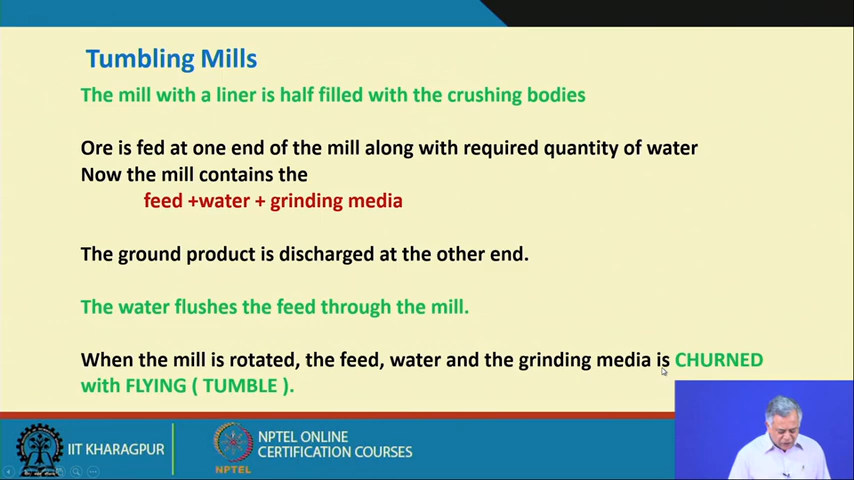 Tumbling Mills
The mill with a liner is half filled with the crushing bodies
Ore is fed at one end of the mill along with required quantity of water
Now the mill contains the
feed +water + grinding media
The ground product is discharged at the other end.
The water flushes the feed through the mill.
When the mill is rotated, the feed, water and the grinding media is CHURNED
with FLYING ( TUMBLE ).
IIT KHARAGPUR
NPTEL
NPTEL ONLINE
CERTIFICATION COURSES